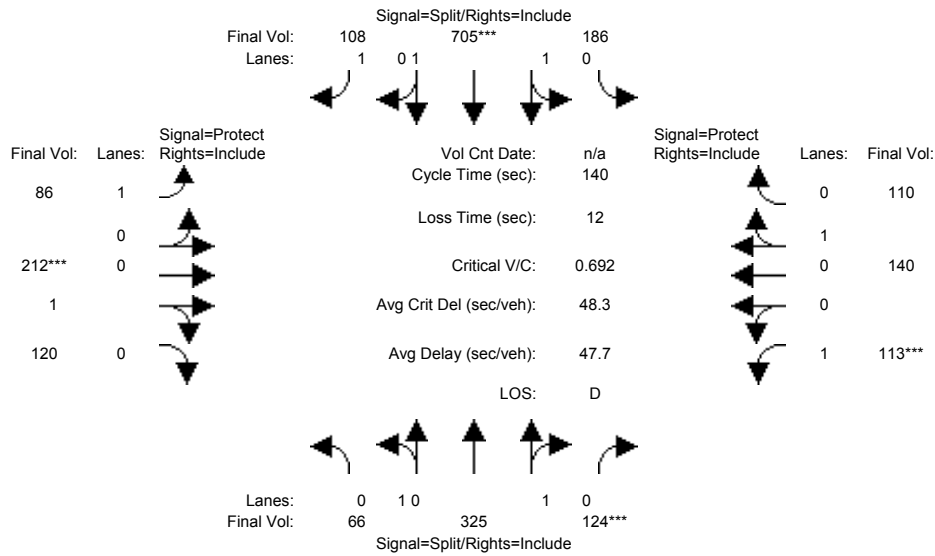 Signal=Split/Rights=Include
Final Vol: 108 705*** 186
Lanes: 1 0 1 1 0
Signal=Protect Signal=Protect
Final Vol: Lanes: Rights=Include Vol Cnt Date: n/a Rights=Include Lanes: Final Vol:
Cycle Time (sec): 140
86 1 0 110
Loss Time (sec): 12
0 1
212*** 0 Critical V/C: 0.692 0 140
1 Avg Crit Del (sec/veh): 48.3 0
120 0 Avg Delay (sec/veh): 47.7 1 113***
LOS: D
Lanes: 0 1 0 1 0
Final Vol: 66 325 124***
Signal=Split/Rights=Include